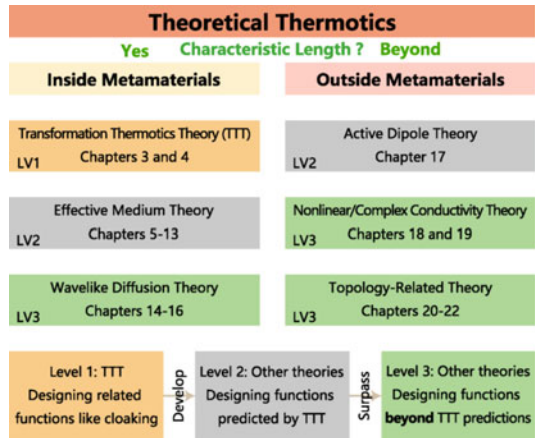 Theoretical Thermotics
Yes Characteristic Length ? Beyond
Inside Metamaterials
Outside Metamaterials
Transformation Thermotics Theory (TTT)
Chapters 3 and 4
LV1
Active Dipole Theory
Chapter 17
LV2
Effective Medium Theory
Chapters 5-13
LV2
Nonlinear/Complex Conductivity Theory
Chapters 18 and 19
LV3
Wavelike Diffusion Theory
Chapters 14-16
LV3
Topology-Related Theory
Chapters 20-22
LV3
Level 1: TTT
Designing related
functions like cloaking
Develop
Level 2: Other theories
Designing functions
predicted by TTT
Surpass
Level 3: Other theories
Designing functions
beyond TTT predictions